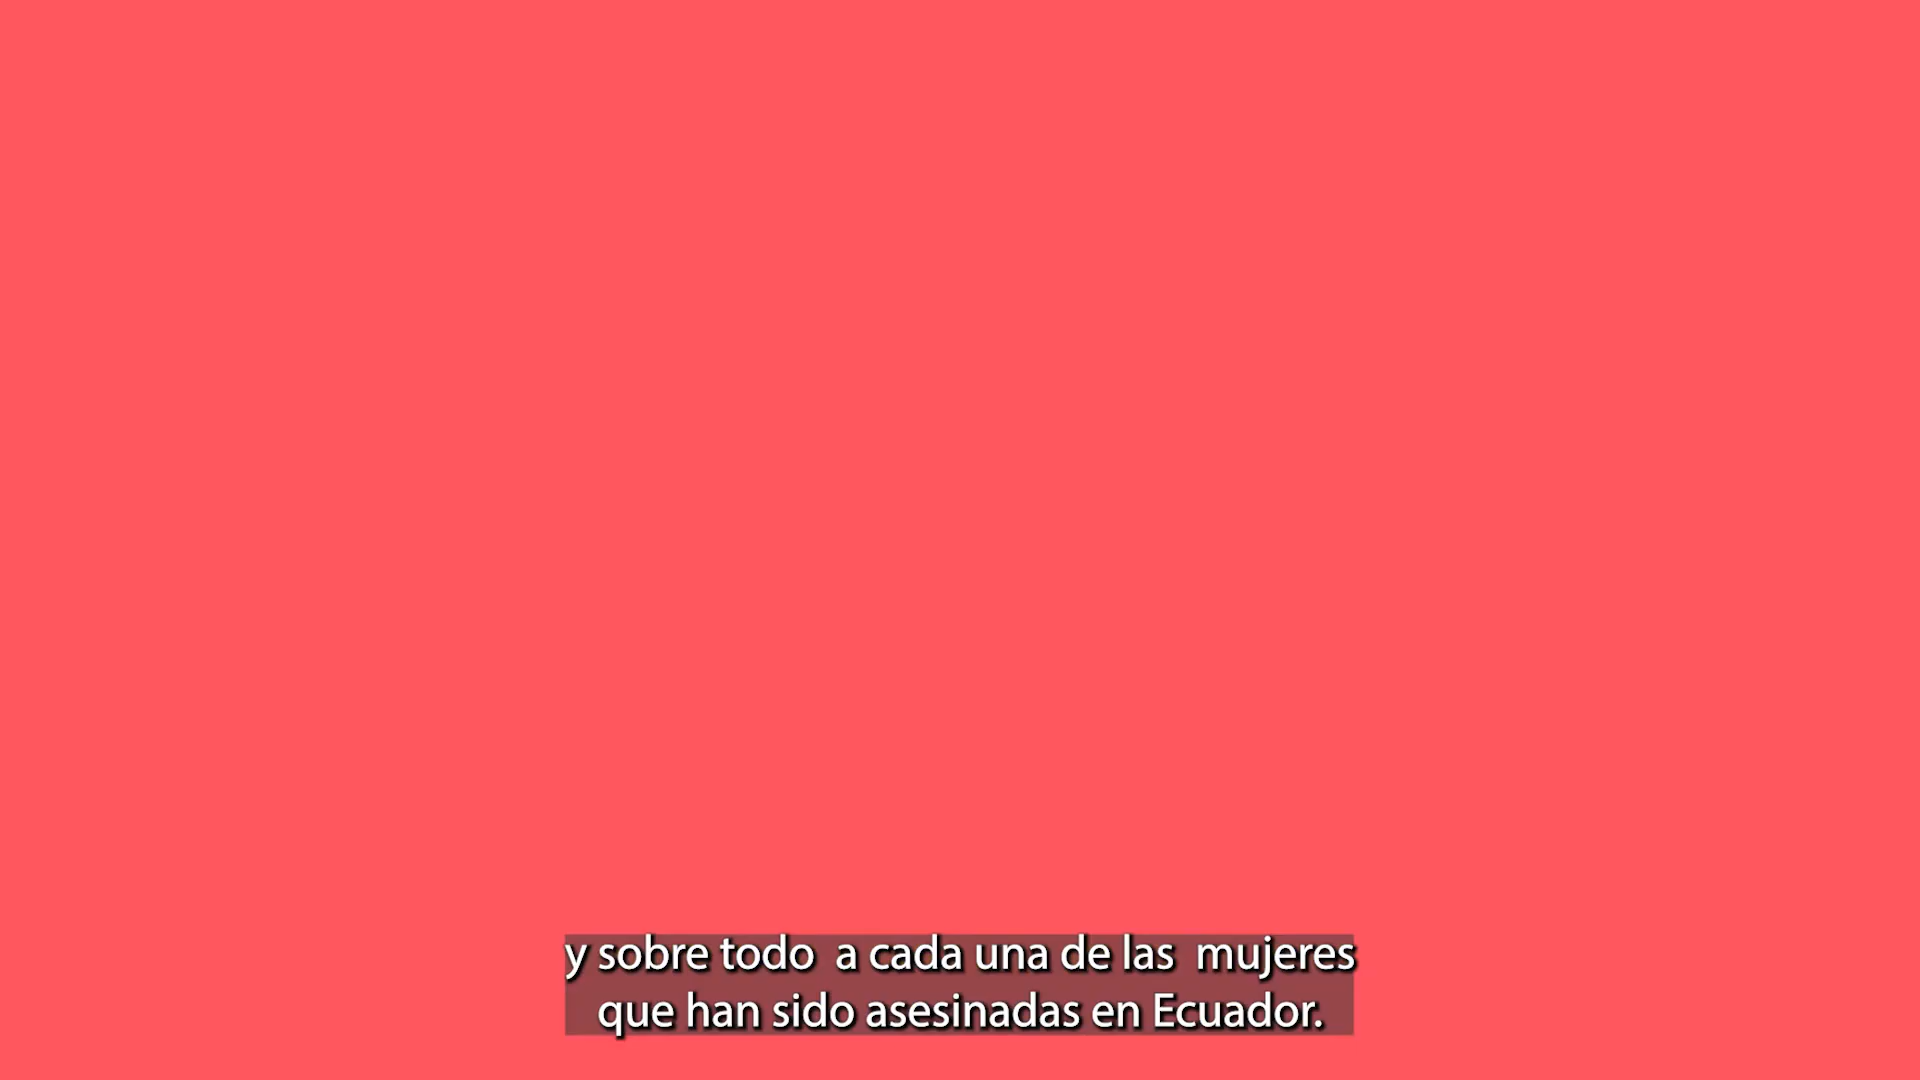 y sobre todo  a cada una de las  mujeres
que han sido asesinadas en Ecuador.